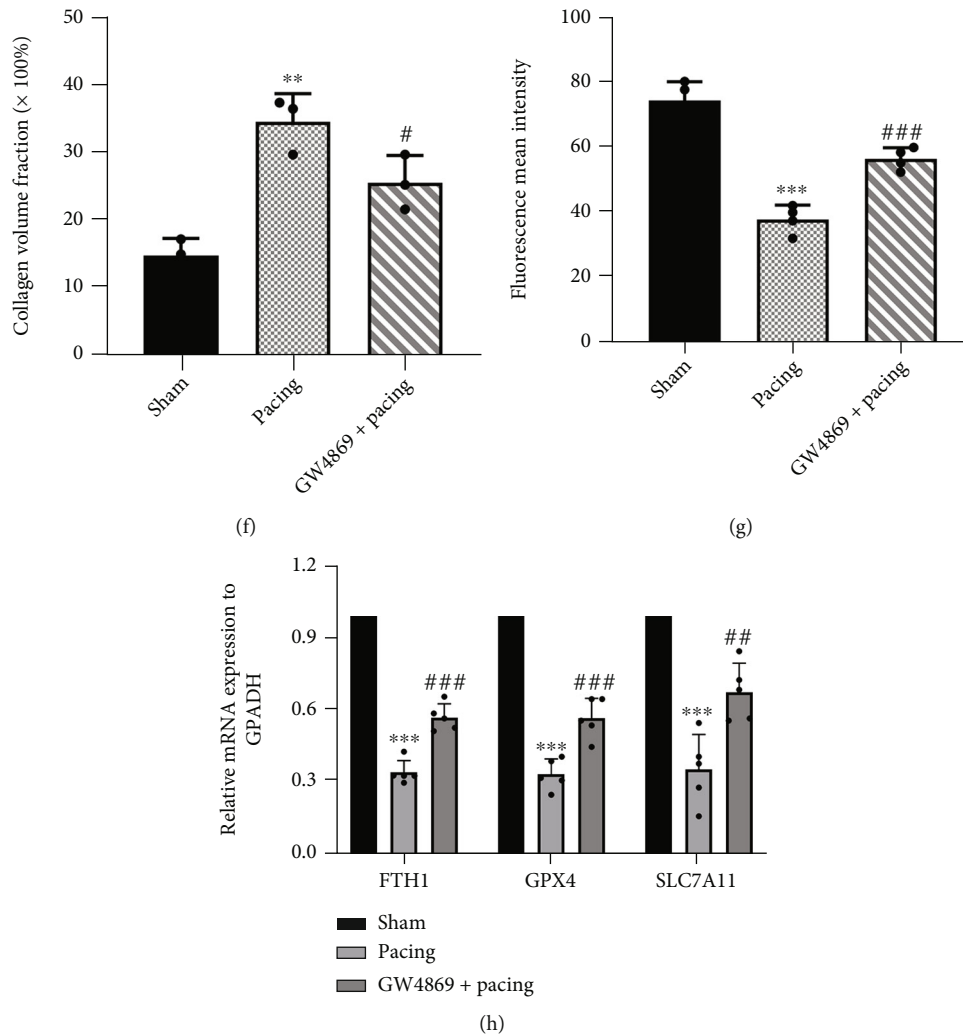 Collagen volume fraction (× 100%)
50
40
30
20
10
0
**
#
Sham
Pacing
GW4869 + pacing
(f)
Fluorescence mean intensity
100
80
60
40
20
0
***
###
Sham
Pacing
GW4869 + pacing
(g)
Relative mRNA expression to
GPADH
1.2
0.9
0.6
0.3
0.0
***
###
***
###
***
##
FTH1
GPX4
SLC7A11
Sham
Pacing
GW4869 + pacing
(h)